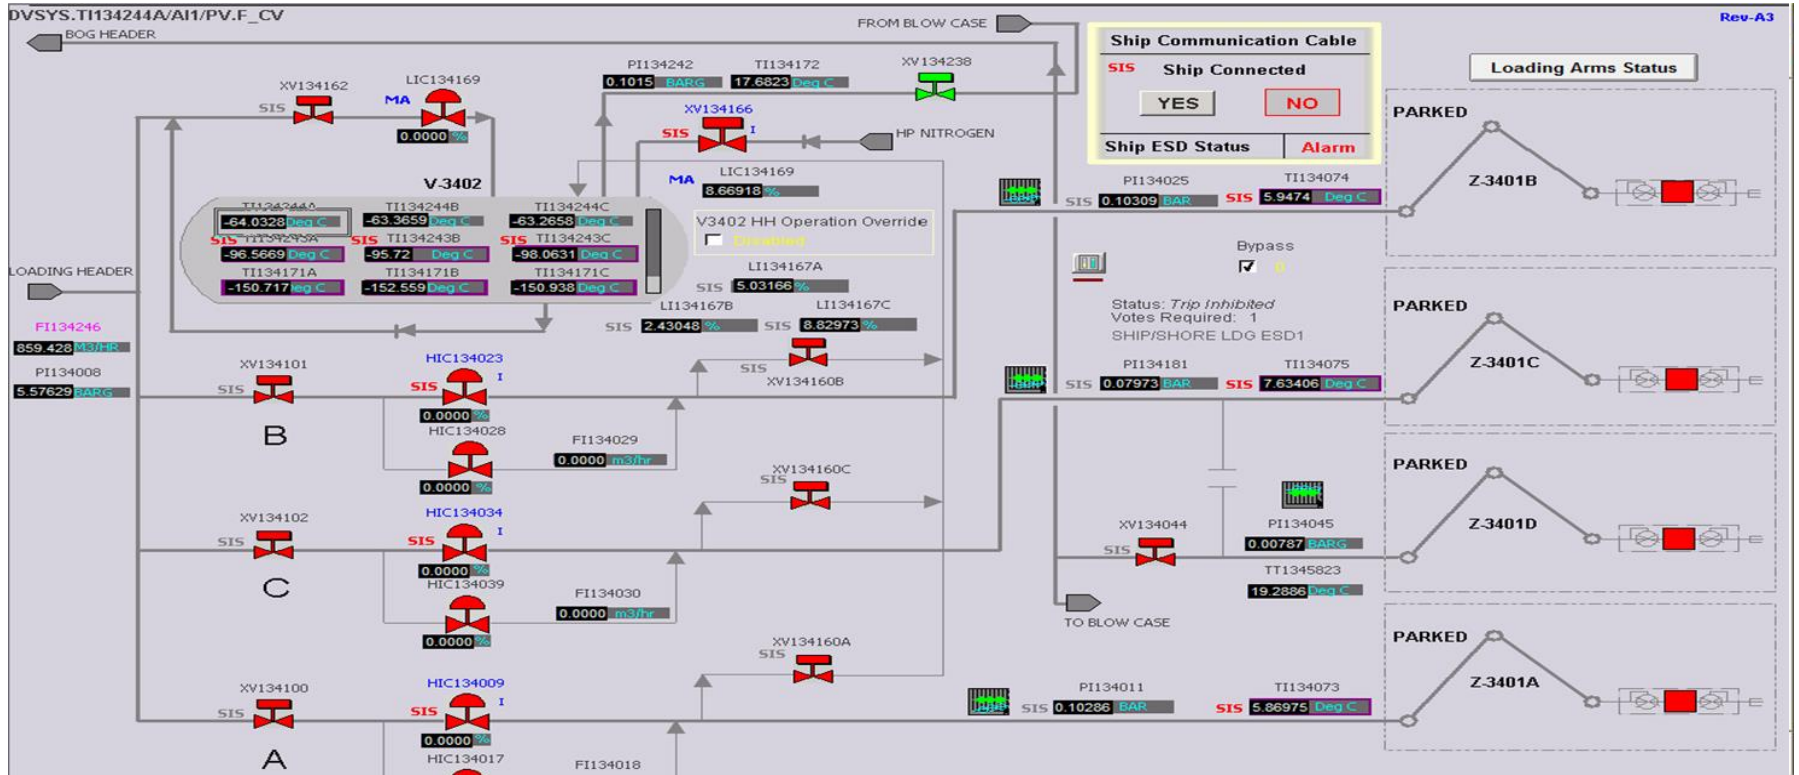 DVSYS.TI134244A/AI1/PV.F_CV
BOG HEADER
FROM BLOW CASE
Rev-A3
Ship Communication Cable
SIS Ship Connected
YES NO
Ship ESD Status Alarm
Loading Arms Status
XV134162
SIS
LIC134169
MA
0.0000 %
PI134242
0.1015 BARG
TI134172
17.6823 Deg C
XV134238
XV134166
SIS I
HP NITROGEN
LIC134169
MA
8.66918 %
V-3402
TI134244A TI134244B TI134244C
-64.0328 Deg C -63.3659 Deg C -63.2658 Deg C
SIS TI134243A SIS TI134243B SIS TI134243C
-96.5669 Deg C -95.72 Deg C -98.0631 Deg C
TI134171A TI134171B TI134171C
-150.717 eg C -152.559 Deg C -150.938 Deg C
V3402 HH Operation Override
Disabled
LI134167A
SIS 5.03166 %
LI134167B LI134167C
SIS 2.43048 % SIS 8.82973 %
LOADING HEADER
FI134246
859.428 M3/HR
PI134008
5.57629 BARG
XV134101
SIS
B
HIC134023
SIS I
0.0000 %
HIC134028
0.0000 %
FI134029
0.0000 m3/hr
SIS
XV134160B
XV134102
SIS
C
HIC134034
SIS I
0.0000 %
HIC134039
0.0000 %
FI134030
0.0000 m3/hr
XV134160C
SIS
XV134100
SIS
A
HIC134009
SIS I
0.0000 %
HIC134017
FI134018
XV134160A
SIS
PI134025
SIS 0.10309 BAR
TI134074
SIS 5.9474 Deg C
Bypass
0
Status: Trip Inhibited
Votes Required: 1
SHIP/SHORE LDG ESD1
PI134181
SIS 0.07973 BAR
TI134075
SIS 7.63406 Deg C
XV134044
SIS
PI134045
0.00787 BARG
TT1345823
19.2886 Deg C
TO BLOW CASE
PI134011
SIS 0.10286 BAR
TI134073
SIS 5.86975 Deg C
PARKED
Z-3401B
PARKED
Z-3401C
PARKED
Z-3401D
PARKED
Z-3401A